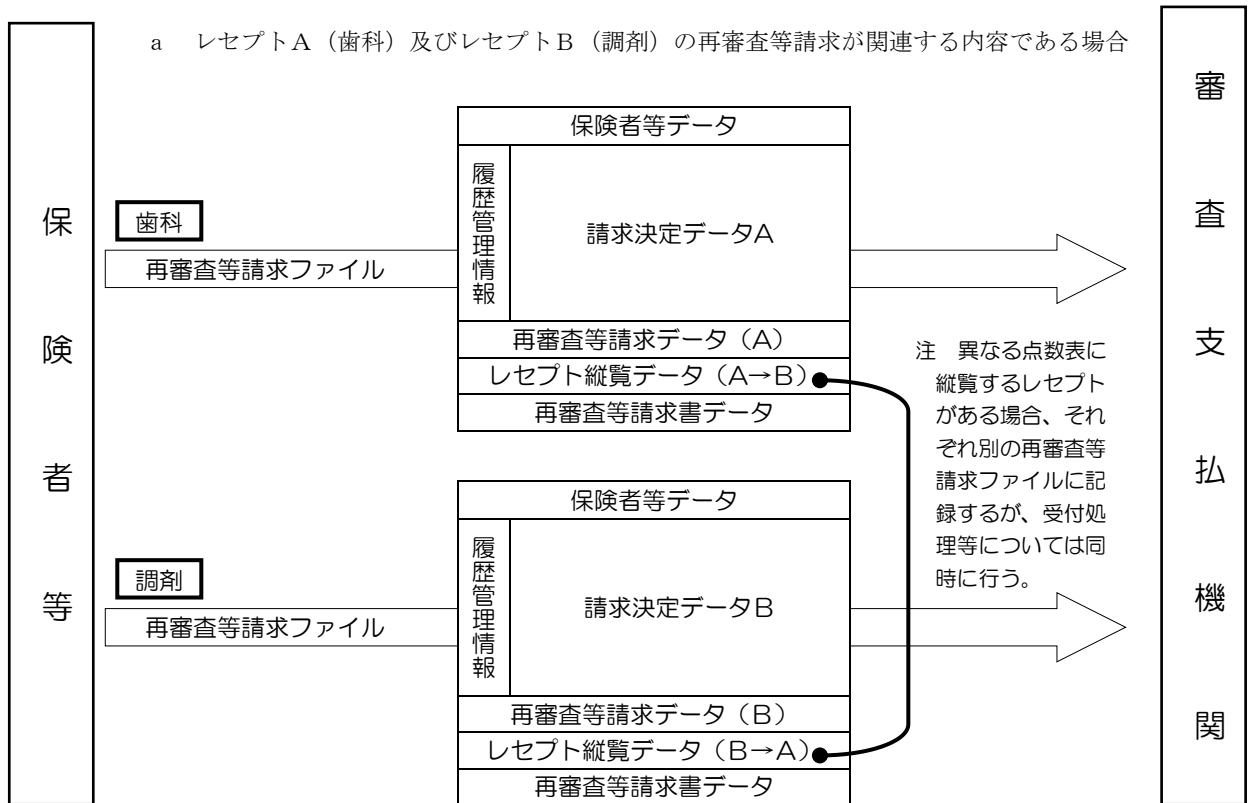 a　レセプトA（歯科）及びレセプトB（調剤）の再審査等請求が関連する内容である場合
保険者等
歯科
再審査等請求ファイル
保険者等データ
履歴管理情報
請求決定データA
再審査等請求データ（A）
レセプト縦覧データ（A→B）
再審査等請求書データ
調剤
再審査等請求ファイル
保険者等データ
履歴管理情報
請求決定データB
再審査等請求データ（B）
レセプト縦覧データ（B→A）
再審査等請求書データ
注　異なる点数表に
縦覧するレセプト
がある場合、それ
ぞれ別の再審査等
請求ファイルに記
録するが、受付処
理等については同
時に行う。
審査支払機関